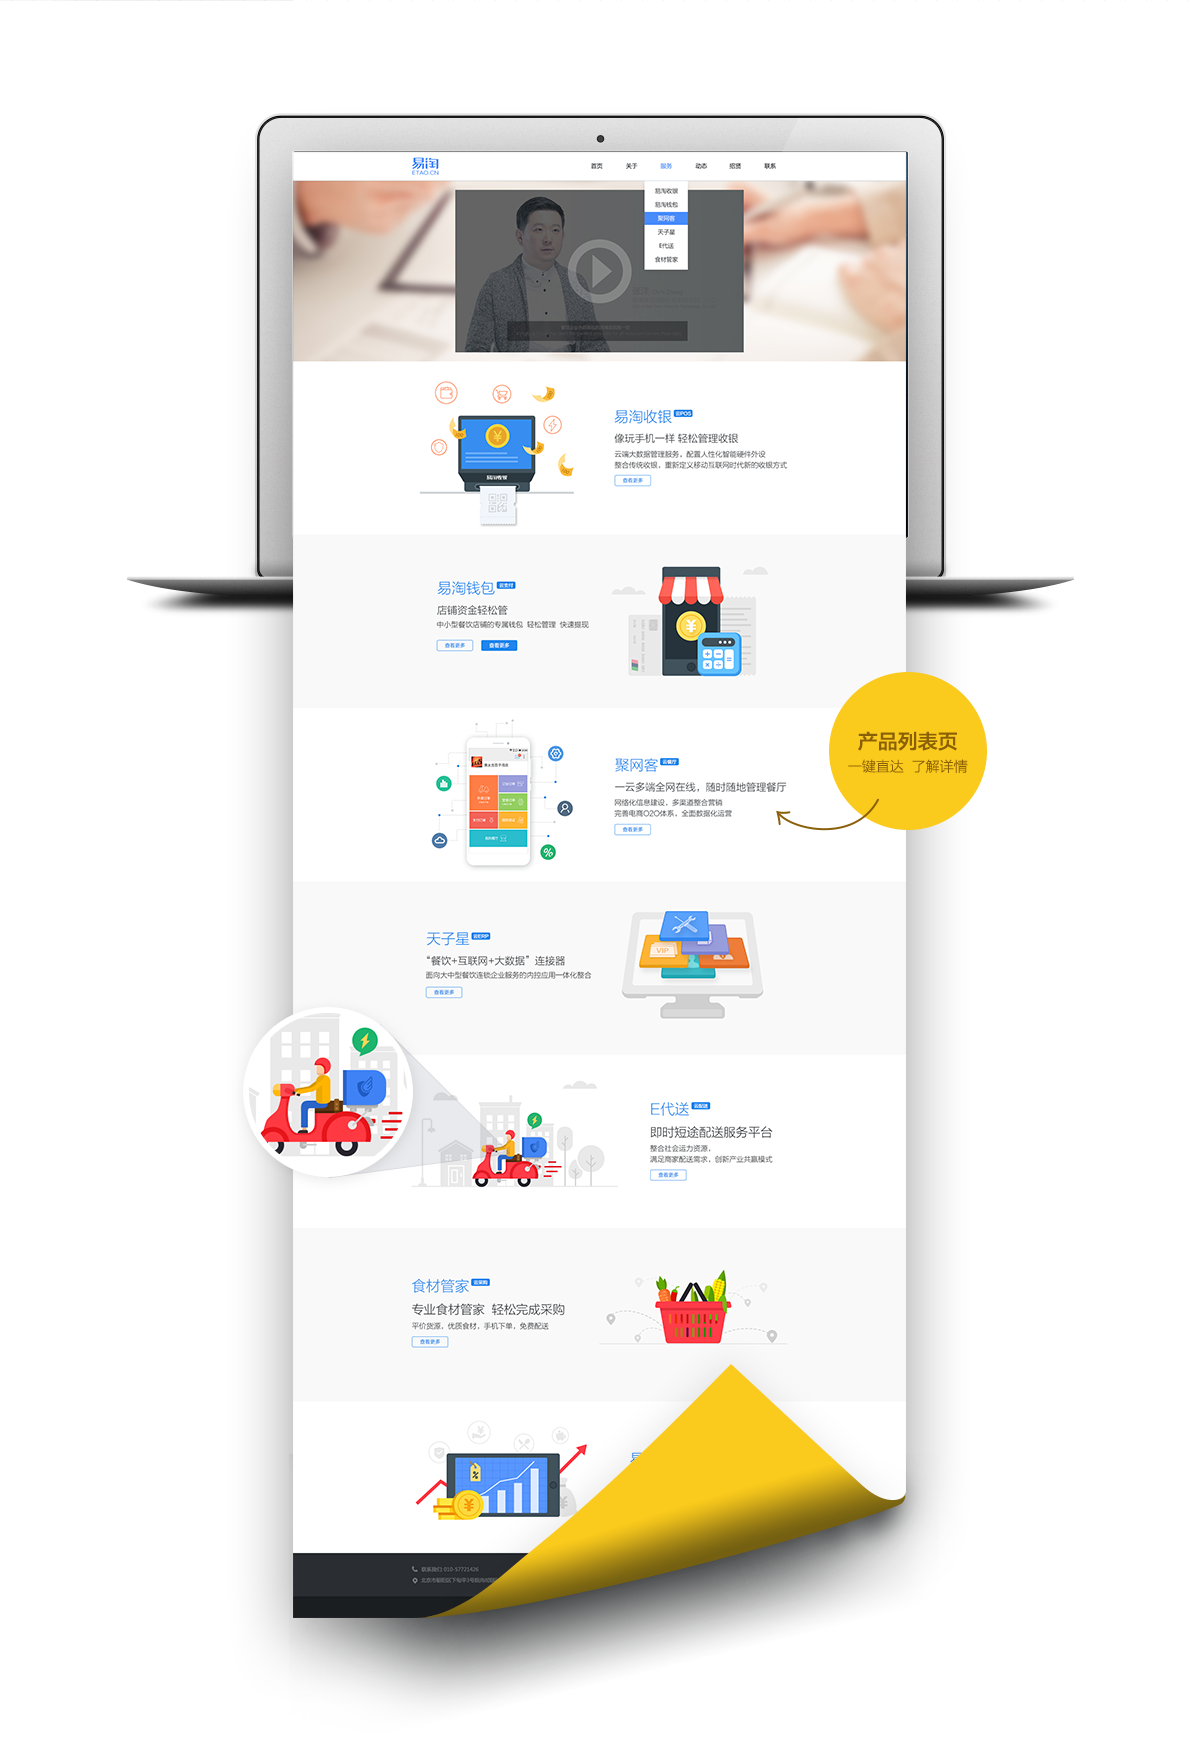 易淘
ETAO.CN
首页 关于 服务 动态 招贤 联系
易淘收银
易淘钱包
聚网客
天子星
E代送
食材管家
易淘收银 云POS
像玩手机一样 轻松管理收银
云端大数据管理服务，配置人性化智能硬件外设
整合传统收银，重新定义移动互联网时代新的收银方式
查看更多
易淘收银
易淘钱包 云支付
店铺资金轻松管
中小型餐饮店铺的专属钱包 轻松管理 快速提现
查看更多 查看更多
产品列表页
一键直达 了解详情
聚网客 云餐厅
一云多端全网在线，随时随地管理餐厅
网络化信息建设，多渠道整合营销
完善电商O2O体系，全面数据化运营
查看更多
天子星 云ERP
“餐饮+互联网+大数据”连接器
面向大中型餐饮连锁企业服务的内控应用一体化整合
查看更多
VIP
E代送 云配送
即时短途配送服务平台
整合社会运力资源，
满足商家配送需求，创新产业共赢模式
查看更多
食材管家 云采购
专业食材管家 轻松完成采购
平价货源，优质食材，手机下单，免费配送
查看更多
联系我们: 010-57721426